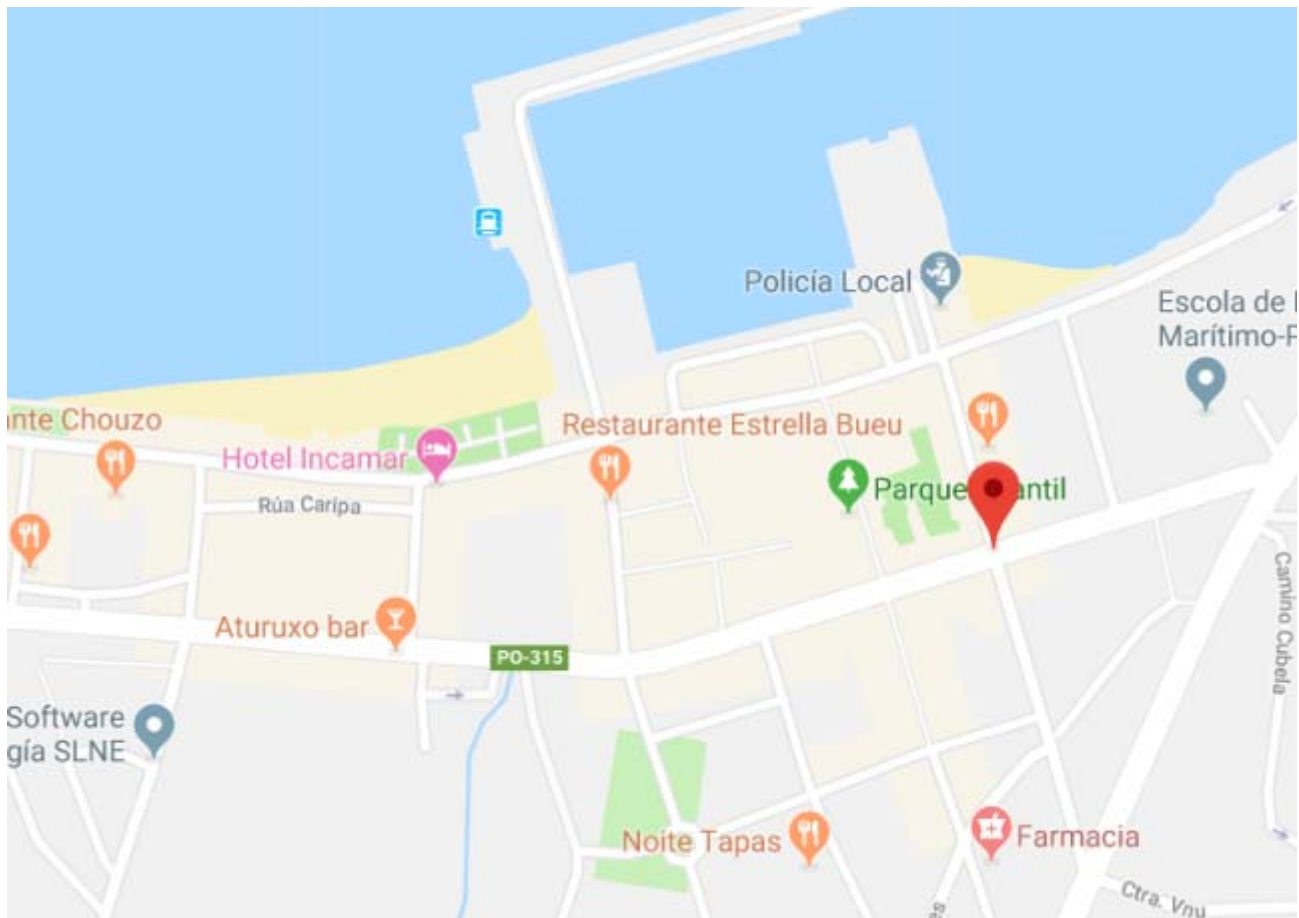 Policía Local
Escola de
Marítimo-P
nte Chouzo
Restaurante Estrella Bueu
Hotel Incamar
Rúa Caripa
Parque antil
Aturuxo bar
PO-315
Camino Cubela
Software
gía SLNE
Noite Tapas
Farmacia
Ctra. Vnu
es